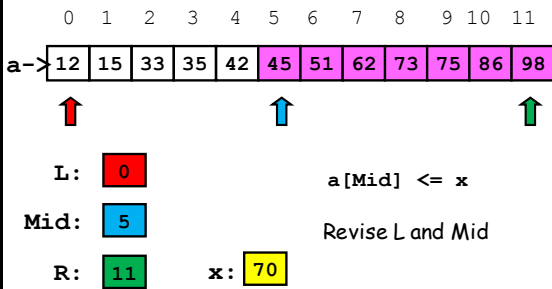 0 1 2 3 4 5 6 7 8 9 10 11
a-> 12 15 33 35 42 45 51 62 73 75 86 98
L: 0
a[Mid] <= x
Mid: 5
Revise L and Mid
R: 11 x: 70